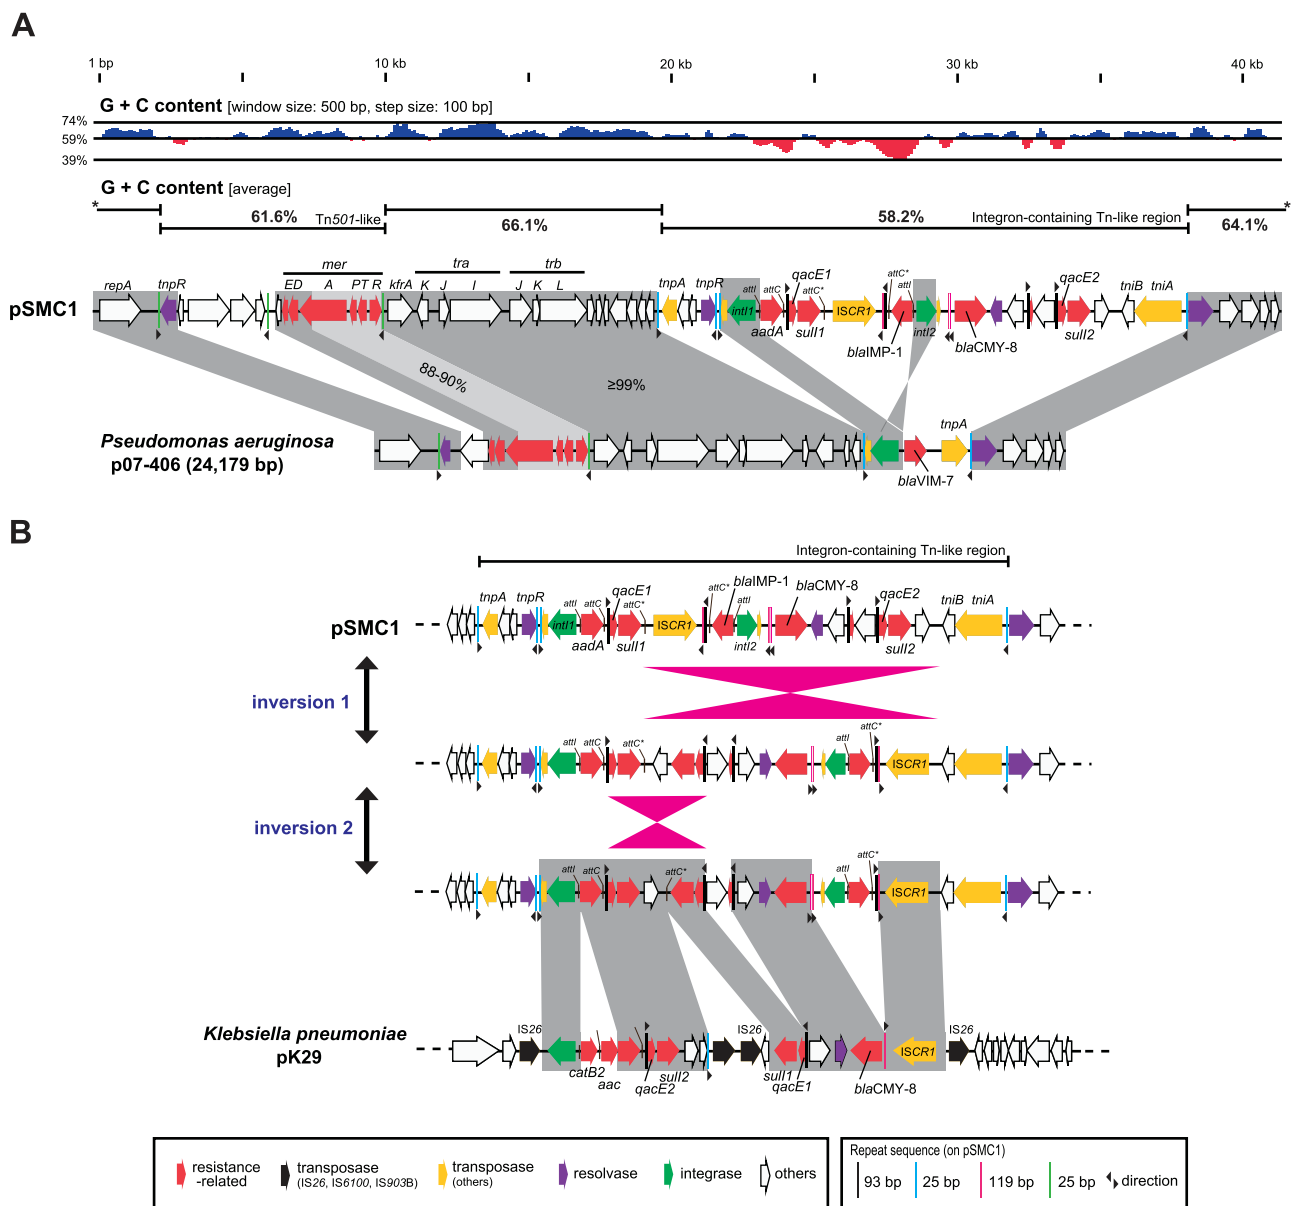 A
1 bp 10 kb 20 kb 30 kb 40 kb
G + C content [window size: 500 bp, step size: 100 bp]
74%
59%
39%
G + C content [average]
* 61.6% Tn501-like 66.1% 58.2% Integron-containing Tn-like region 64.1% *
mer tra trb
repA tnpR ED A PT R kfrA K J I J K L tnpA tnpR attI attC qacE1 attC* attC* attI qacE2 tniB tniA
pSMC1 intI1 aadA sulI1 ISCR1 blaIMP-1 intI2 blaCMY-8 sulI2
88-90% ≥99%
Pseudomonas aeruginosa
p07-406 (24,179 bp)
tnpA
blaVIM-7
B
Integron-containing Tn-like region
tnpA tnpR attI attC qacE1 attC* attC* blaIMP-1 attI blaCMY-8 qacE2 tniB tniA
pSMC1 intI1 aadA sulI1 ISCR1 intI2 sulI2
inversion 1
attI attC attC* attI attC*
ISCR1
inversion 2
attI attC attC* attI attC*
ISCR1
Klebsiella pneumoniae
pK29
IS26 IS26 IS26
ISCR1
catB2 aac qacE2 sulI2 sulI1 qacE1 blaCMY-8
resistance
-related
transposase
(IS26, IS6100, IS903B)
transposase
(others)
resolvase
integrase
others
Repeat sequence (on pSMC1)
93 bp 25 bp 119 bp 25 bp direction